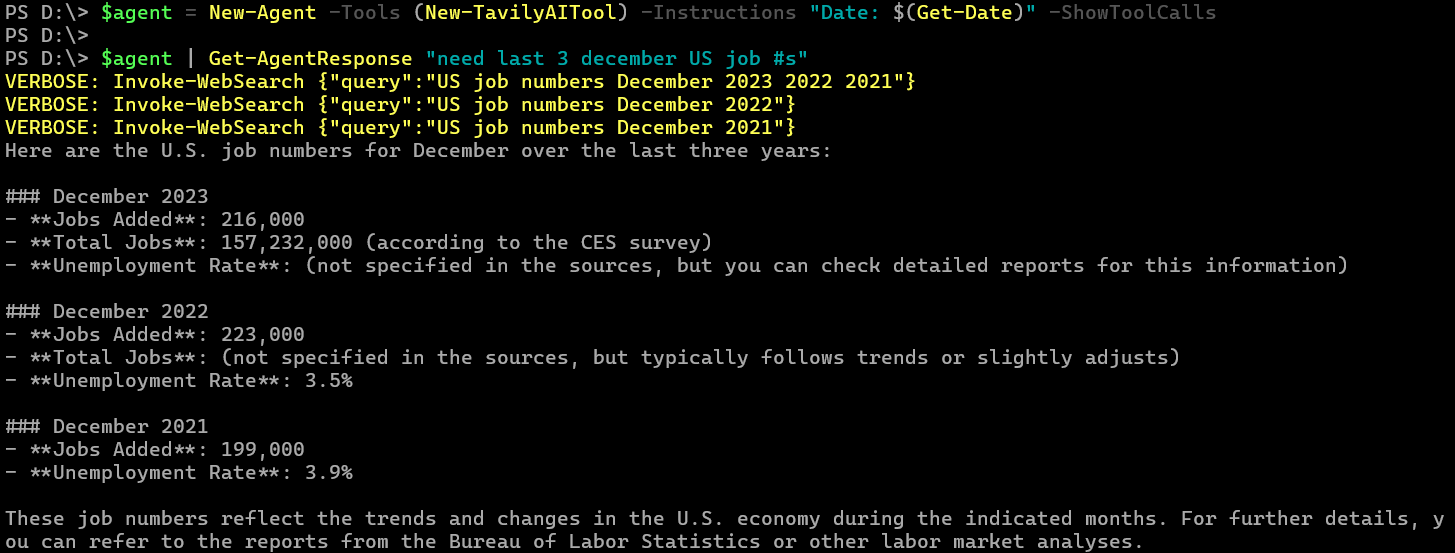 PS D:\> $agent = New-Agent -Tools (New-TavilyAITool) -Instructions "Date: $(Get-Date)" -ShowToolCalls
PS D:\>
PS D:\> $agent | Get-AgentResponse "need last 3 december US job #s"
VERBOSE: Invoke-WebSearch {"query":"US job numbers December 2023 2022 2021"}
VERBOSE: Invoke-WebSearch {"query":"US job numbers December 2022"}
VERBOSE: Invoke-WebSearch {"query":"US job numbers December 2021"}
Here are the U.S. job numbers for December over the last three years:

### December 2023
- **Jobs Added**: 216,000
- **Total Jobs**: 157,232,000 (according to the CES survey)
- **Unemployment Rate**: (not specified in the sources, but you can check detailed reports for this information)

### December 2022
- **Jobs Added**: 223,000
- **Total Jobs**: (not specified in the sources, but typically follows trends or slightly adjusts)
- **Unemployment Rate**: 3.5%

### December 2021
- **Jobs Added**: 199,000
- **Unemployment Rate**: 3.9%

These job numbers reflect the trends and changes in the U.S. economy during the indicated months. For further details, y
ou can refer to the reports from the Bureau of Labor Statistics or other labor market analyses.